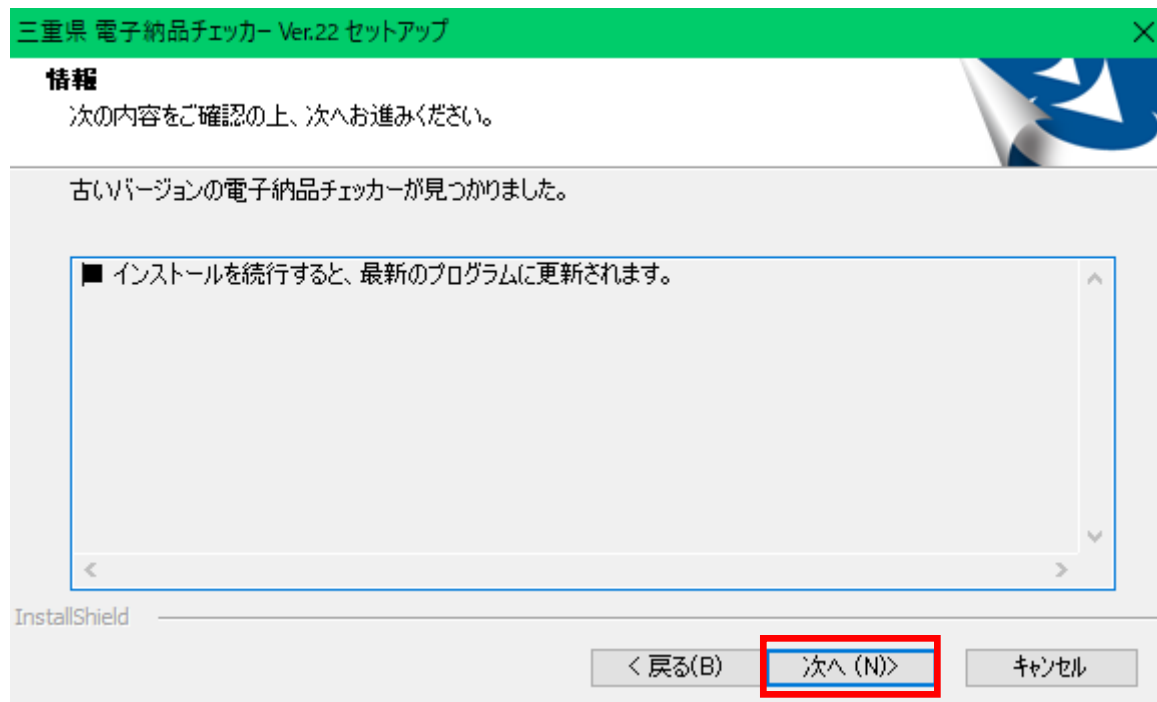 三重県 電子納品チェッカー Ver.22 セットアップ
情報
次の内容をご確認の上、次へお進みください。
古いバージョンの電子納品チェッカーが見つかりました。
■ インストールを続行すると、最新のプログラムに更新されます。
InstallShield
< 戻る(B)
次へ (N)>
キャンセル